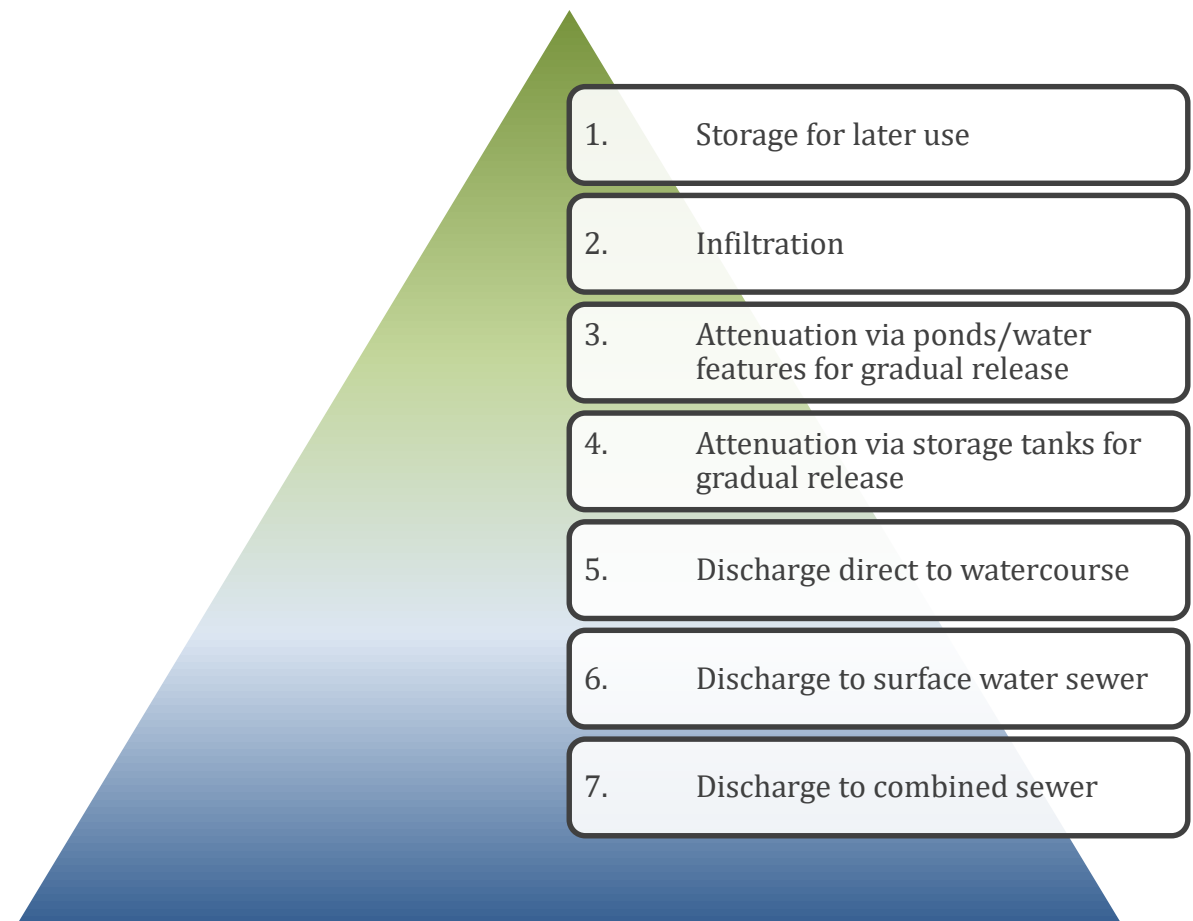 1. Storage for later use
2. Infiltration
3. Attenuation via ponds/water
features for gradual release
4. Attenuation via storage tanks for
gradual release
5. Discharge direct to watercourse
6. Discharge to surface water sewer
7. Discharge to combined sewer